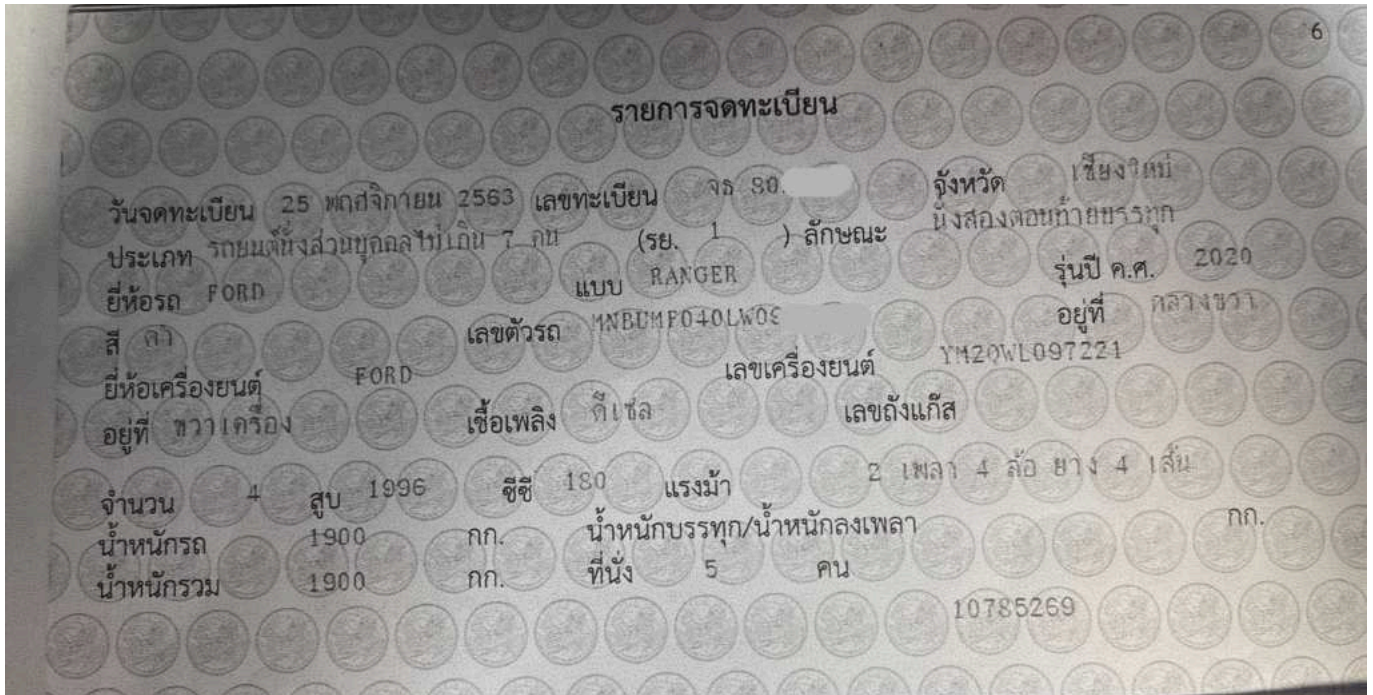 6
รายการจดทะเบียน
วันจดทะเบียน 25 พฤศจิกายน 2563 เลขทะเบียน 80 จังหวัด เชียงใหม่
ประเภท รถยนต์นั่งส่วนบุคคลไม่เกิน 7 คน (รย. 1 ) ลักษณะ นั่งสองตอนท้ายบรรทุก
ยี่ห้อรถ FORD แบบ RANGER รุ่นปี ค.ศ. 2020
สี ดำ เลขตัวรถ MNBUMF040LW09 อยู่ที่ กลางขวา
ยี่ห้อเครื่องยนต์ FORD เลขเครื่องยนต์ YM2QWL097221
อยู่ที่ ขวาเครื่อง เชื้อเพลิง ดีเซล เลขถังแก๊ส
จำนวน 4 สูบ 1996 ซีซี 180 แรงม้า 2 เพลา 4 ล้อ ยาง 4 เส้น
น้ำหนักรถ 1900 กก. น้ำหนักบรรทุก/น้ำหนักลงเพลา กก.
น้ำหนักรวม 1900 กก. ที่นั่ง 5 คน
10785269